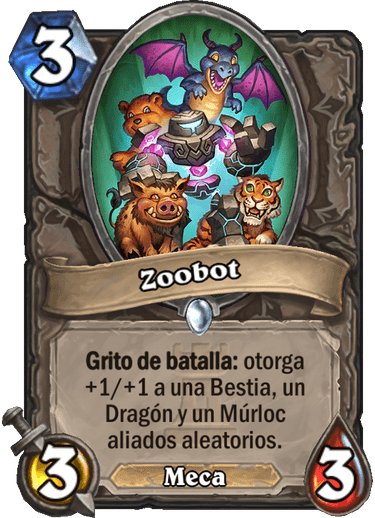 3
Zoobot
Grito de batalla: otorga
+1/+1 a una Bestia, un
Dragón y un Múrloc
aliados aleatorios.
3
Meca
3